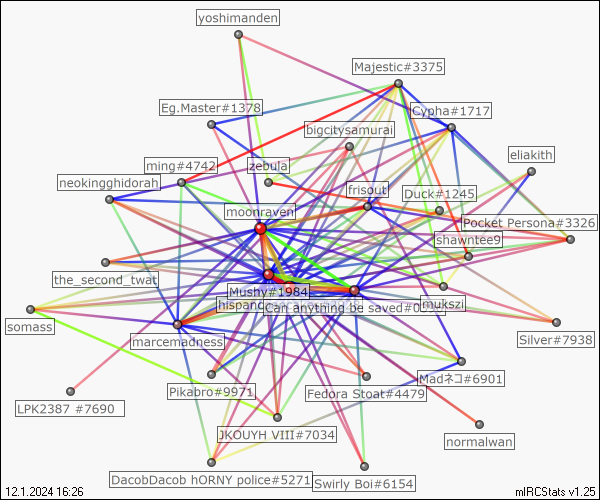 yoshimanden
Majestic#3375
Eg.Master#1378
Cypha#1717
bigcitysamurai
eliakith
ming#4742
zebula
neokingghidorah
frisout
Duck#1245
moonraven
Pocket Persona#3326
shawntee9
the_second_twat
Mushy#1984
Can anything be saved#0
mukszi
somass
marcemadness
Silver#7938
Madネコ#6901
Pikabro#9971
Fedora Stoat#4479
LPK2387 #7690
JKOUYH VIII#7034
normalwan
DacobDacob hORNY police#5271
Swirly Boi#6154
12.1.2024 16:26
mIRCStats v1.25